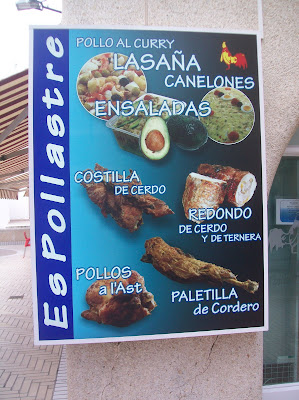 EsPollastre
POLLO AL CURRY
LASAÑA
CANELONES
ENSALADAS
COSTILLA
DE CERDO
REDONDO
DE CERDO
Y DE TERNERA
POLLOS
a l'Ast
PALETILLA
de Cordero